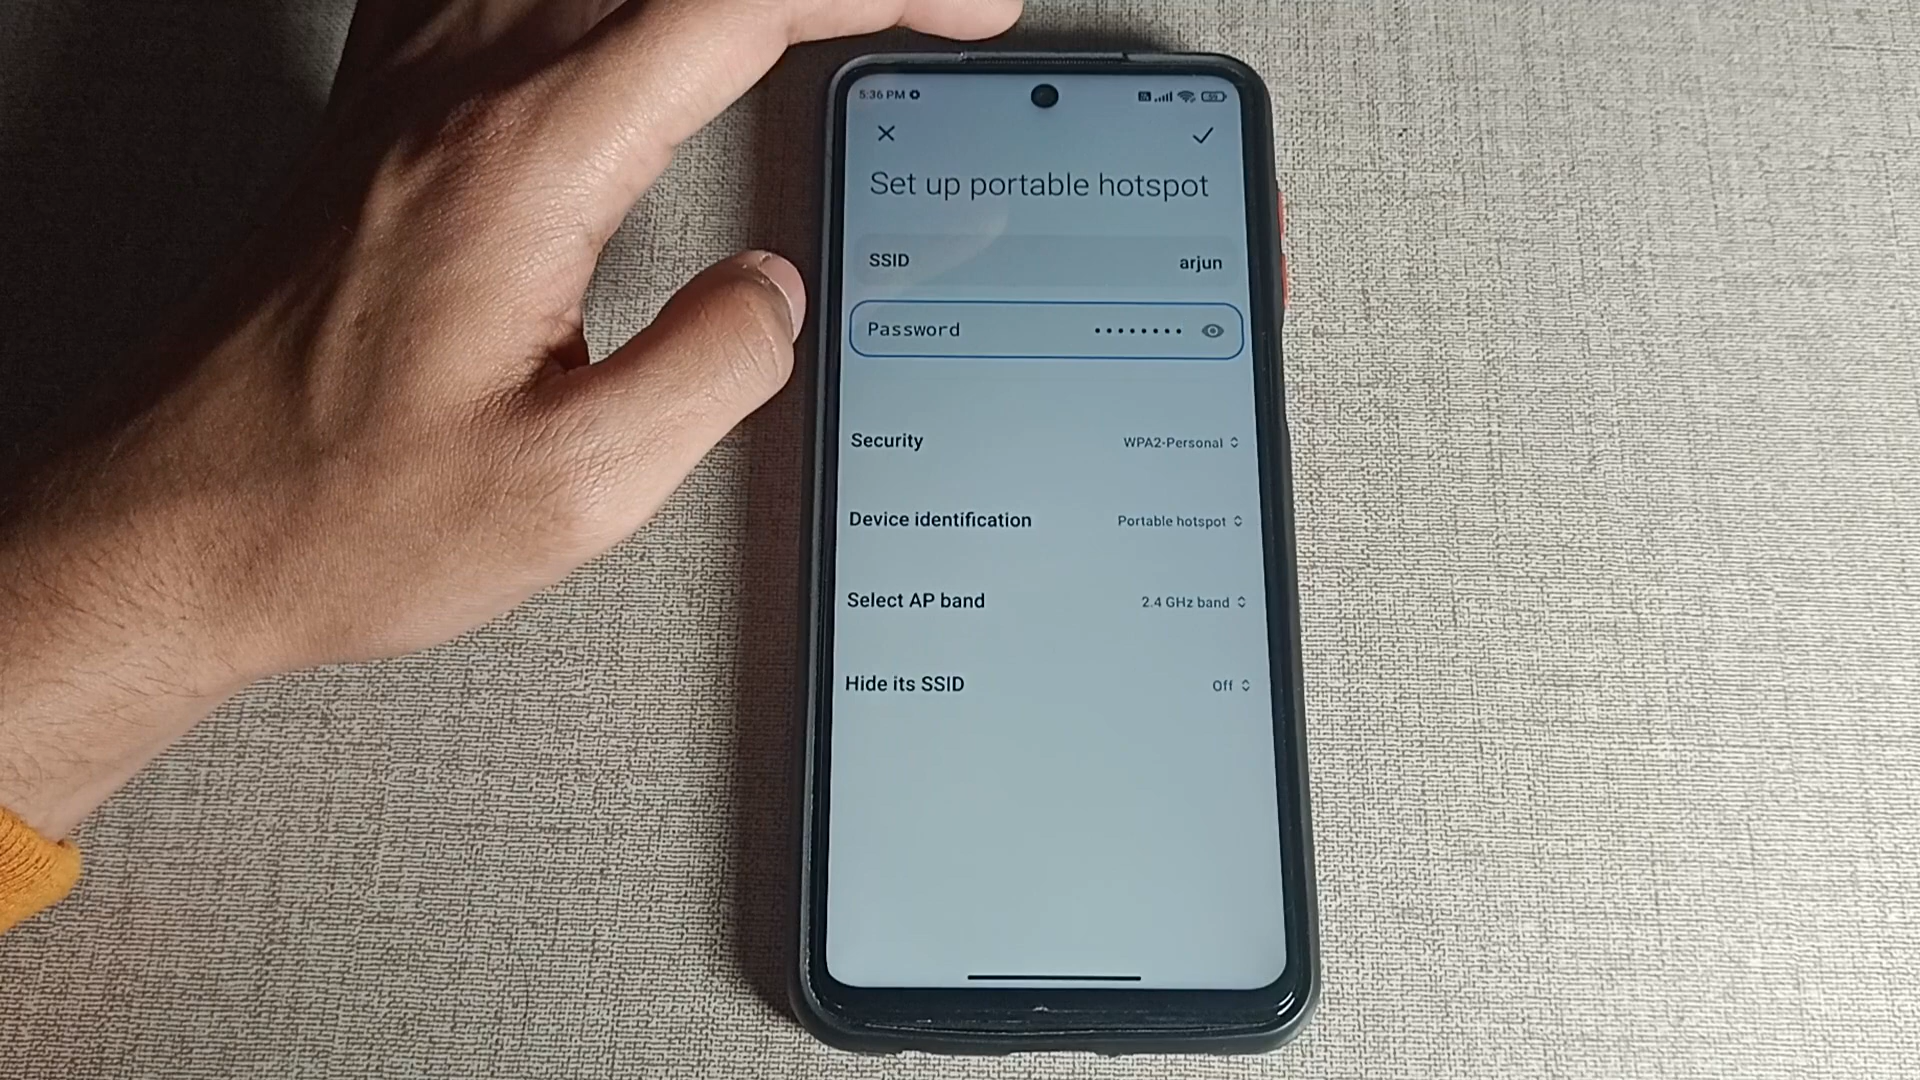 5:36 PM
Set up portable hotspot
SSID arjun
Password ••••••••
Security WPA2-Personal
Device identification Portable hotspot
Select AP band 2.4 GHz band
Hide its SSID Off